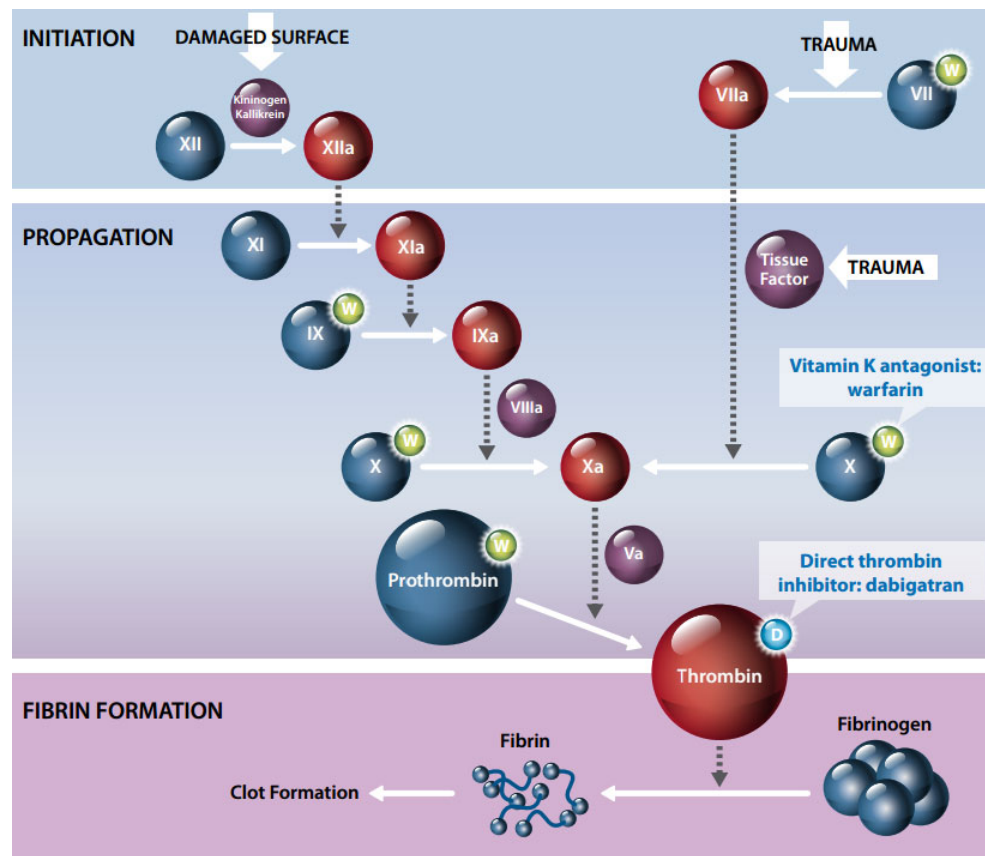 INITIATION
DAMAGED SURFACE
TRAUMA
Kininogen
Kallikrein
XII
XIIa
VIIa
VII
W
PROPAGATION
XI
XIa
Tissue
Factor
TRAUMA
IX
W
IXa
VIIIa
Vitamin K antagonist:
warfarin
X
W
Xa
X
W
Prothrombin
W
Va
Direct thrombin
inhibitor: dabigatran
D
Thrombin
FIBRIN FORMATION
Fibrinogen
Fibrin
Clot Formation